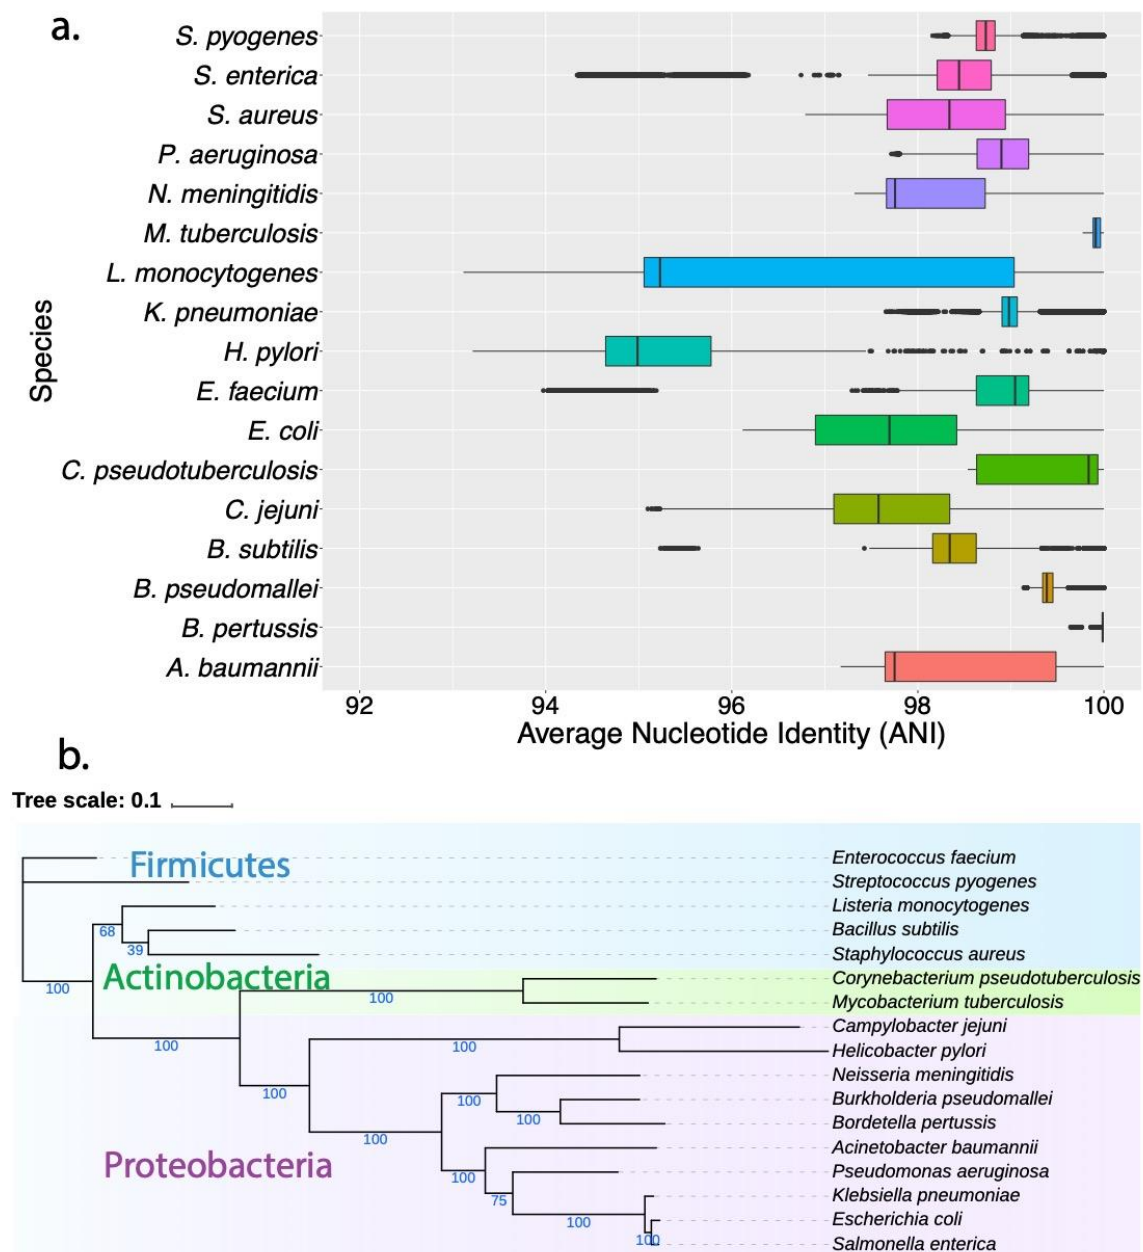 a.
S. pyogenes
S. enterica
S. aureus
P. aeruginosa
N. meningitidis
M. tuberculosis
L. monocytogenes
K. pneumoniae
H. pylori
E. faecium
E. coli
C. pseudotuberculosis
C. jejuni
B. subtilis
B. pseudomallei
B. pertussis
A. baumannii
Species
92 94 96 98 100
Average Nucleotide Identity (ANI)
b.
Tree scale: 0.1
Firmicutes
Enterococcus faecium
Streptococcus pyogenes
Listeria monocytogenes
68
Bacillus subtilis
39
Staphylococcus aureus
Actinobacteria
Corynebacterium pseudotuberculosis
100
100
Mycobacterium tuberculosis
Campylobacter jejuni
100
100
Helicobacter pylori
Neisseria meningitidis
100
100
Burkholderia pseudomallei
100
Bordetella pertussis
100
Acinetobacter baumannii
Proteobacteria
100
Pseudomonas aeruginosa
75
Klebsiella pneumoniae
100
Escherichia coli
100
Salmonella enterica